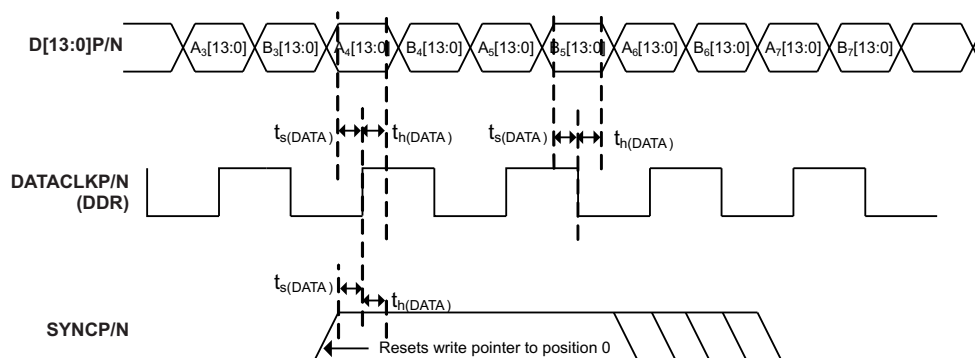 D[13:0]P/N
A3[13:0] B3[13:0] A4[13:0] B4[13:0] A5[13:0] B5[13:0] A6[13:0] B6[13:0] A7[13:0] B7[13:0]
ts(DATA) th(DATA) ts(DATA) th(DATA)
DATACLKP/N
(DDR)
ts(DATA) th(DATA)
SYNCP/N
Resets write pointer to position 0